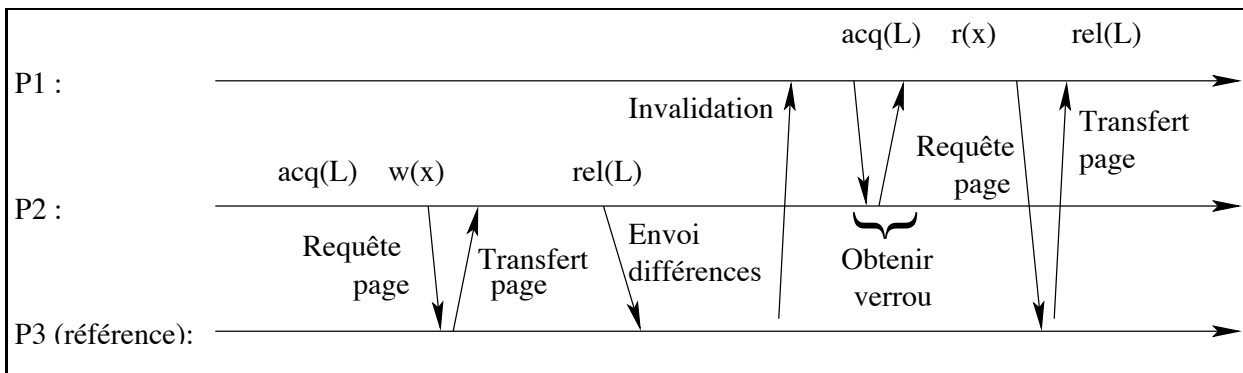 acq(L) r(x) rel(L)
P1 :
Invalidation
Transfert
page
Requête
page
acq(L) w(x) rel(L)
P2 :
Requête
page
Transfert
page
Envoi
différences
Obtenir
verrou
P3 (référence):